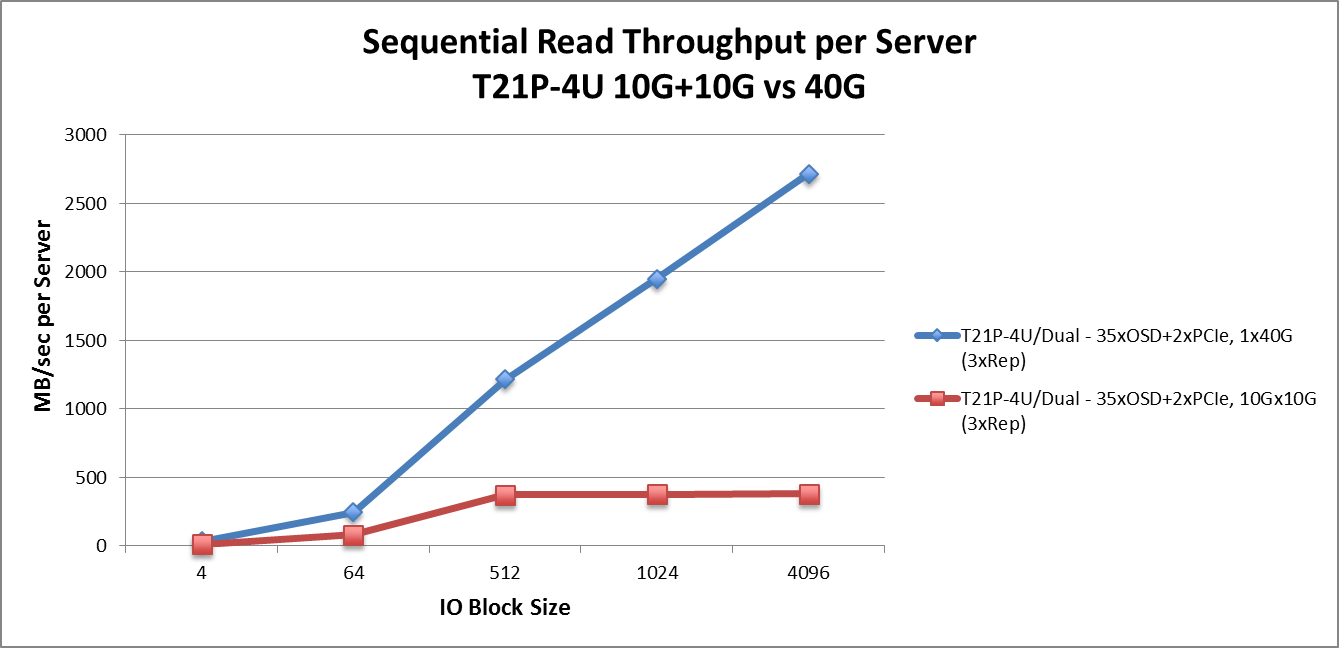 Sequential Read Throughput per Server
T21P-4U 10G+10G vs 40G
3000
2500
2000
1500
1000
500
0
MB/sec per Server
4 64 512 1024 4096
IO Block Size
T21P-4U/Dual - 35xOSD+2xPCIe, 1x40G
(3xRep)
T21P-4U/Dual - 35xOSD+2xPCIe, 10Gx10G
(3xRep)